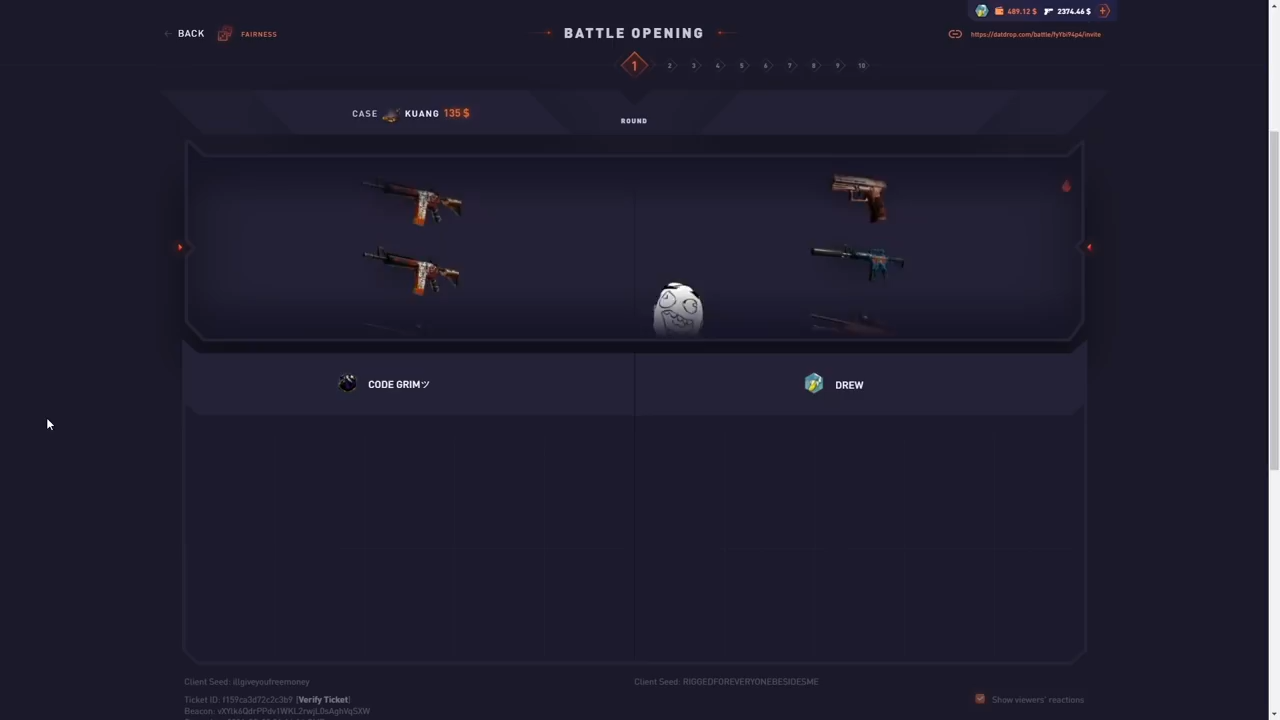 489.12 $ 2374.46 $
BACK FAIRNESS
BATTLE OPENING
https://datdrop.com/battle/fyYbi94p4/invite
1 2 3 4 5 6 7 8 9 10
CASE KUANG 135 $
ROUND
CODE GRIMツ
DREW
Client Seed: illgiveyoufreemoney
Client Seed: RIGGEDFOREVERYONEBESIDESME
Ticket ID: f159ca3d72c2c3b9 [Verify Ticket]
Show viewers' reactions
Beacon: vXYlk6QdrPPdv1WKL2rwjL0sAghVqSXW